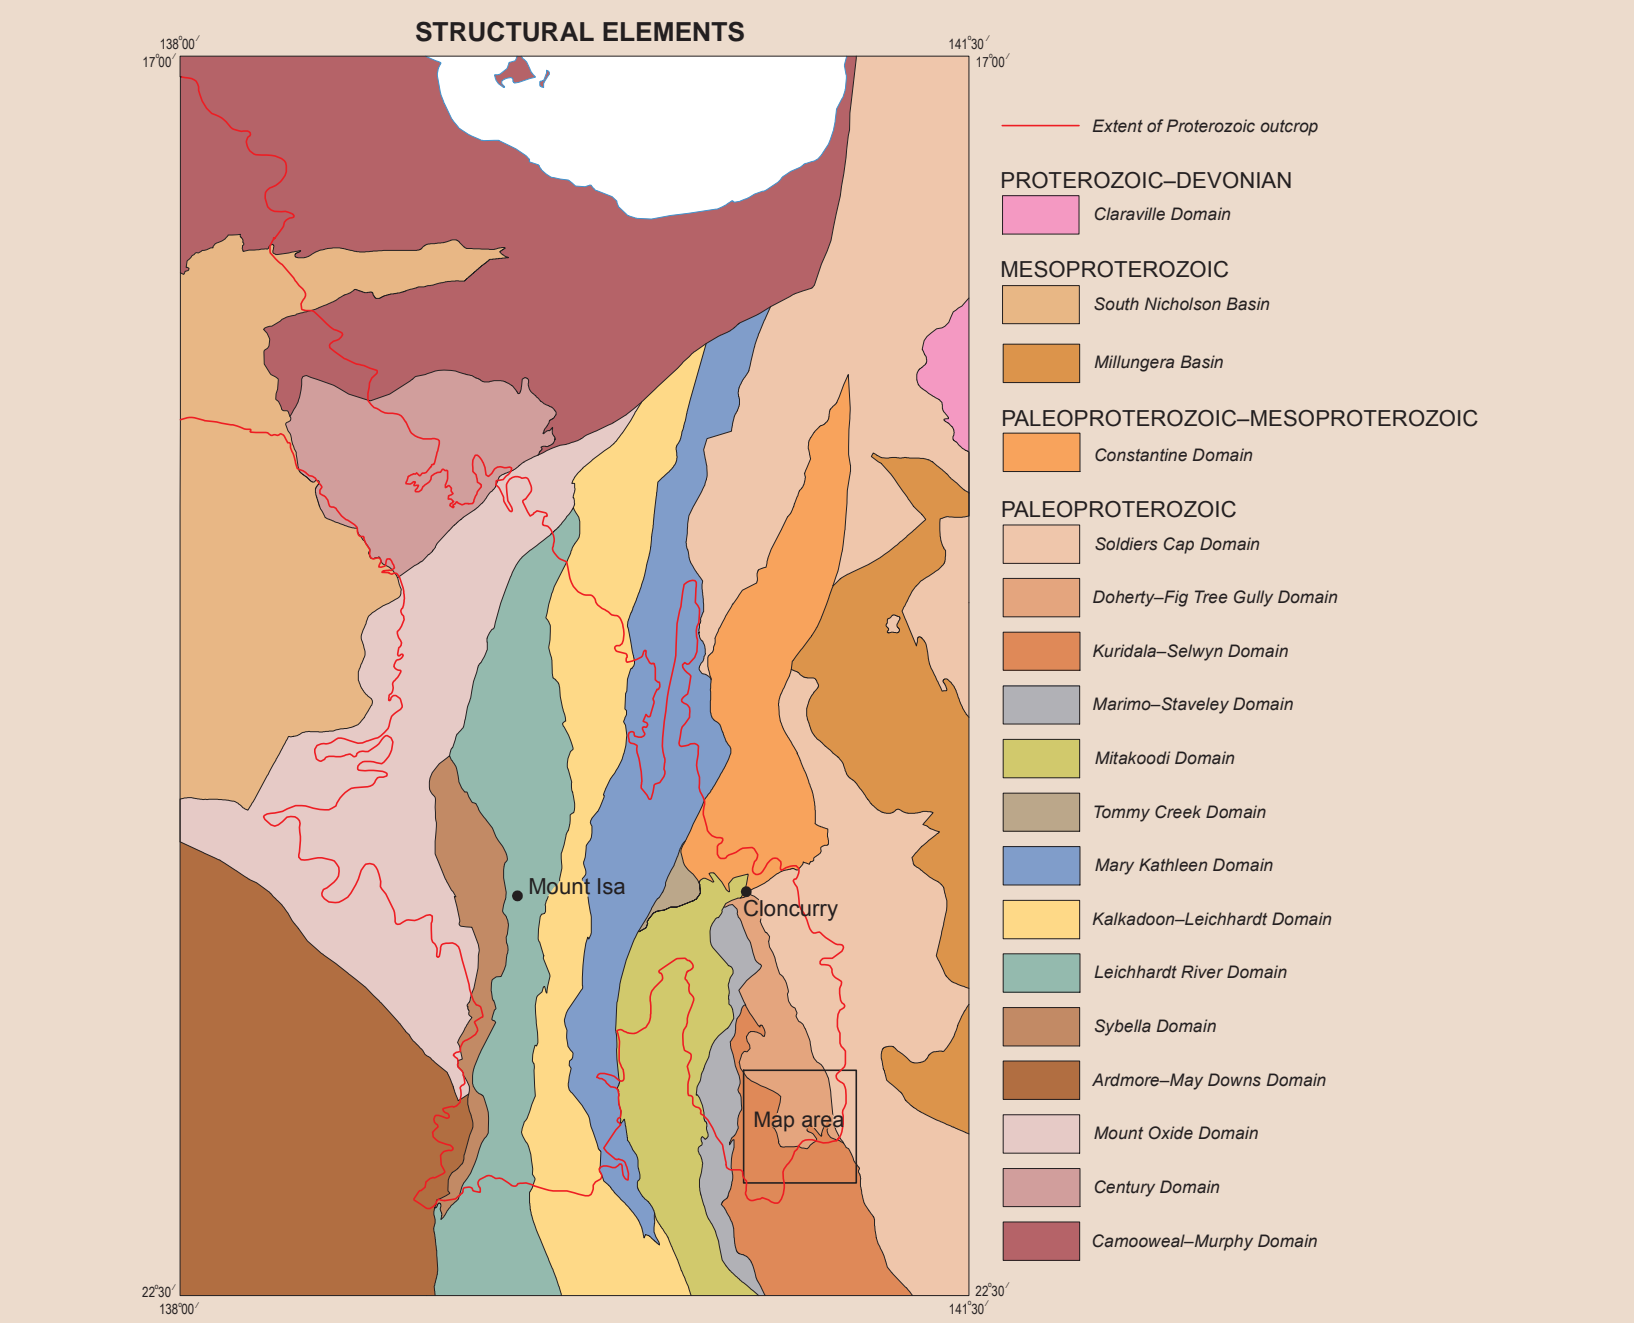 STRUCTURAL ELEMENTS
138°00′
141°30′
17°00′
17°00′
Extent of Proterozoic outcrop
PROTEROZOIC–DEVONIAN
Claraville Domain
MESOPROTEROZOIC
South Nicholson Basin
Millungera Basin
PALEOPROTEROZOIC–MESOPROTEROZOIC
Constantine Domain
PALEOPROTEROZOIC
Soldiers Cap Domain
Doherty–Fig Tree Gully Domain
Kuridala–Selwyn Domain
Marimo–Staveley Domain
Mitakoodi Domain
Tommy Creek Domain
Mary Kathleen Domain
Kalkadoon–Leichhardt Domain
Leichhardt River Domain
Sybella Domain
Ardmore–May Downs Domain
Mount Oxide Domain
Century Domain
Camooweal–Murphy Domain
Mount Isa
Cloncurry
Map area
22°30′
22°30′
138°00′
141°30′